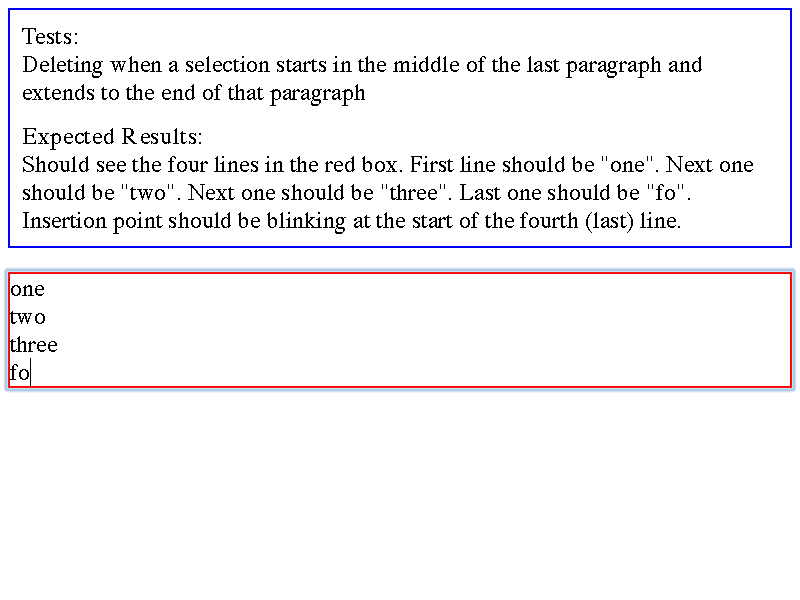 Tests:
Deleting when a selection starts in the middle of the last paragraph and
extends to the end of that paragraph
Expected Results:
Should see the four lines in the red box. First line should be "one". Next one
should be "two". Next one should be "three". Last one should be "fo".
Insertion point should be blinking at the start of the fourth (last) line.
one
two
three
fo